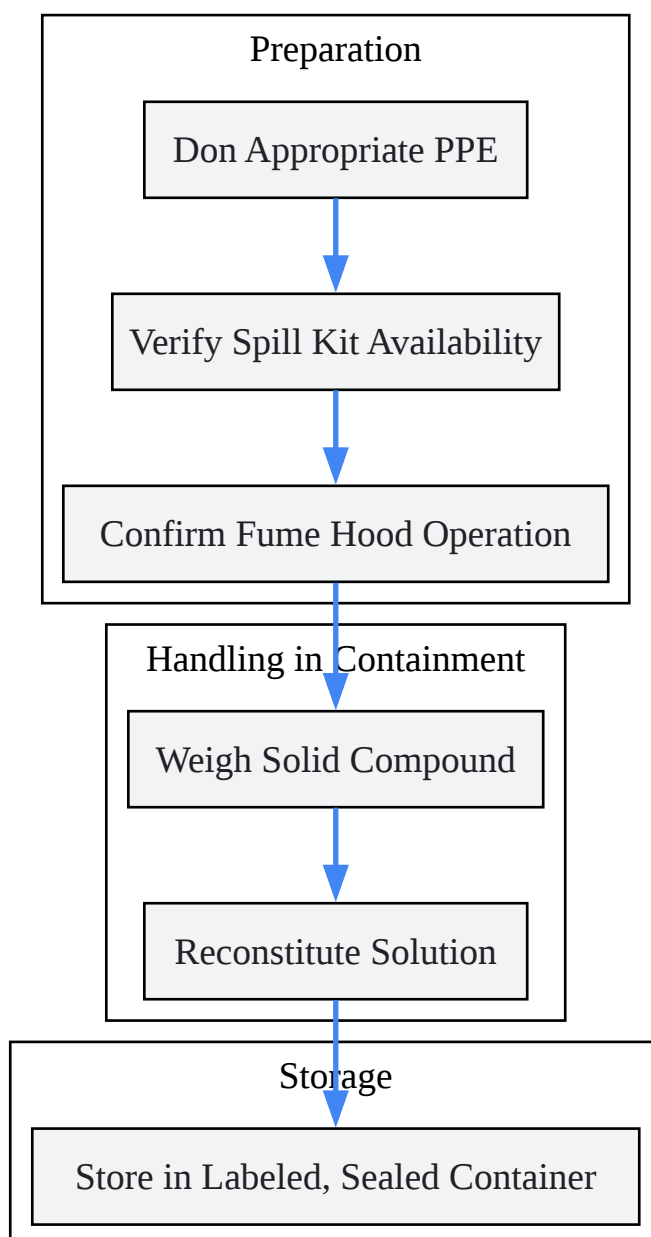 Preparation
Don Appropriate PPE
Verify Spill Kit Availability
Confirm Fume Hood Operation
Handling in Containment
Weigh Solid Compound
Reconstitute Solution
Storage
Store in Labeled, Sealed Container